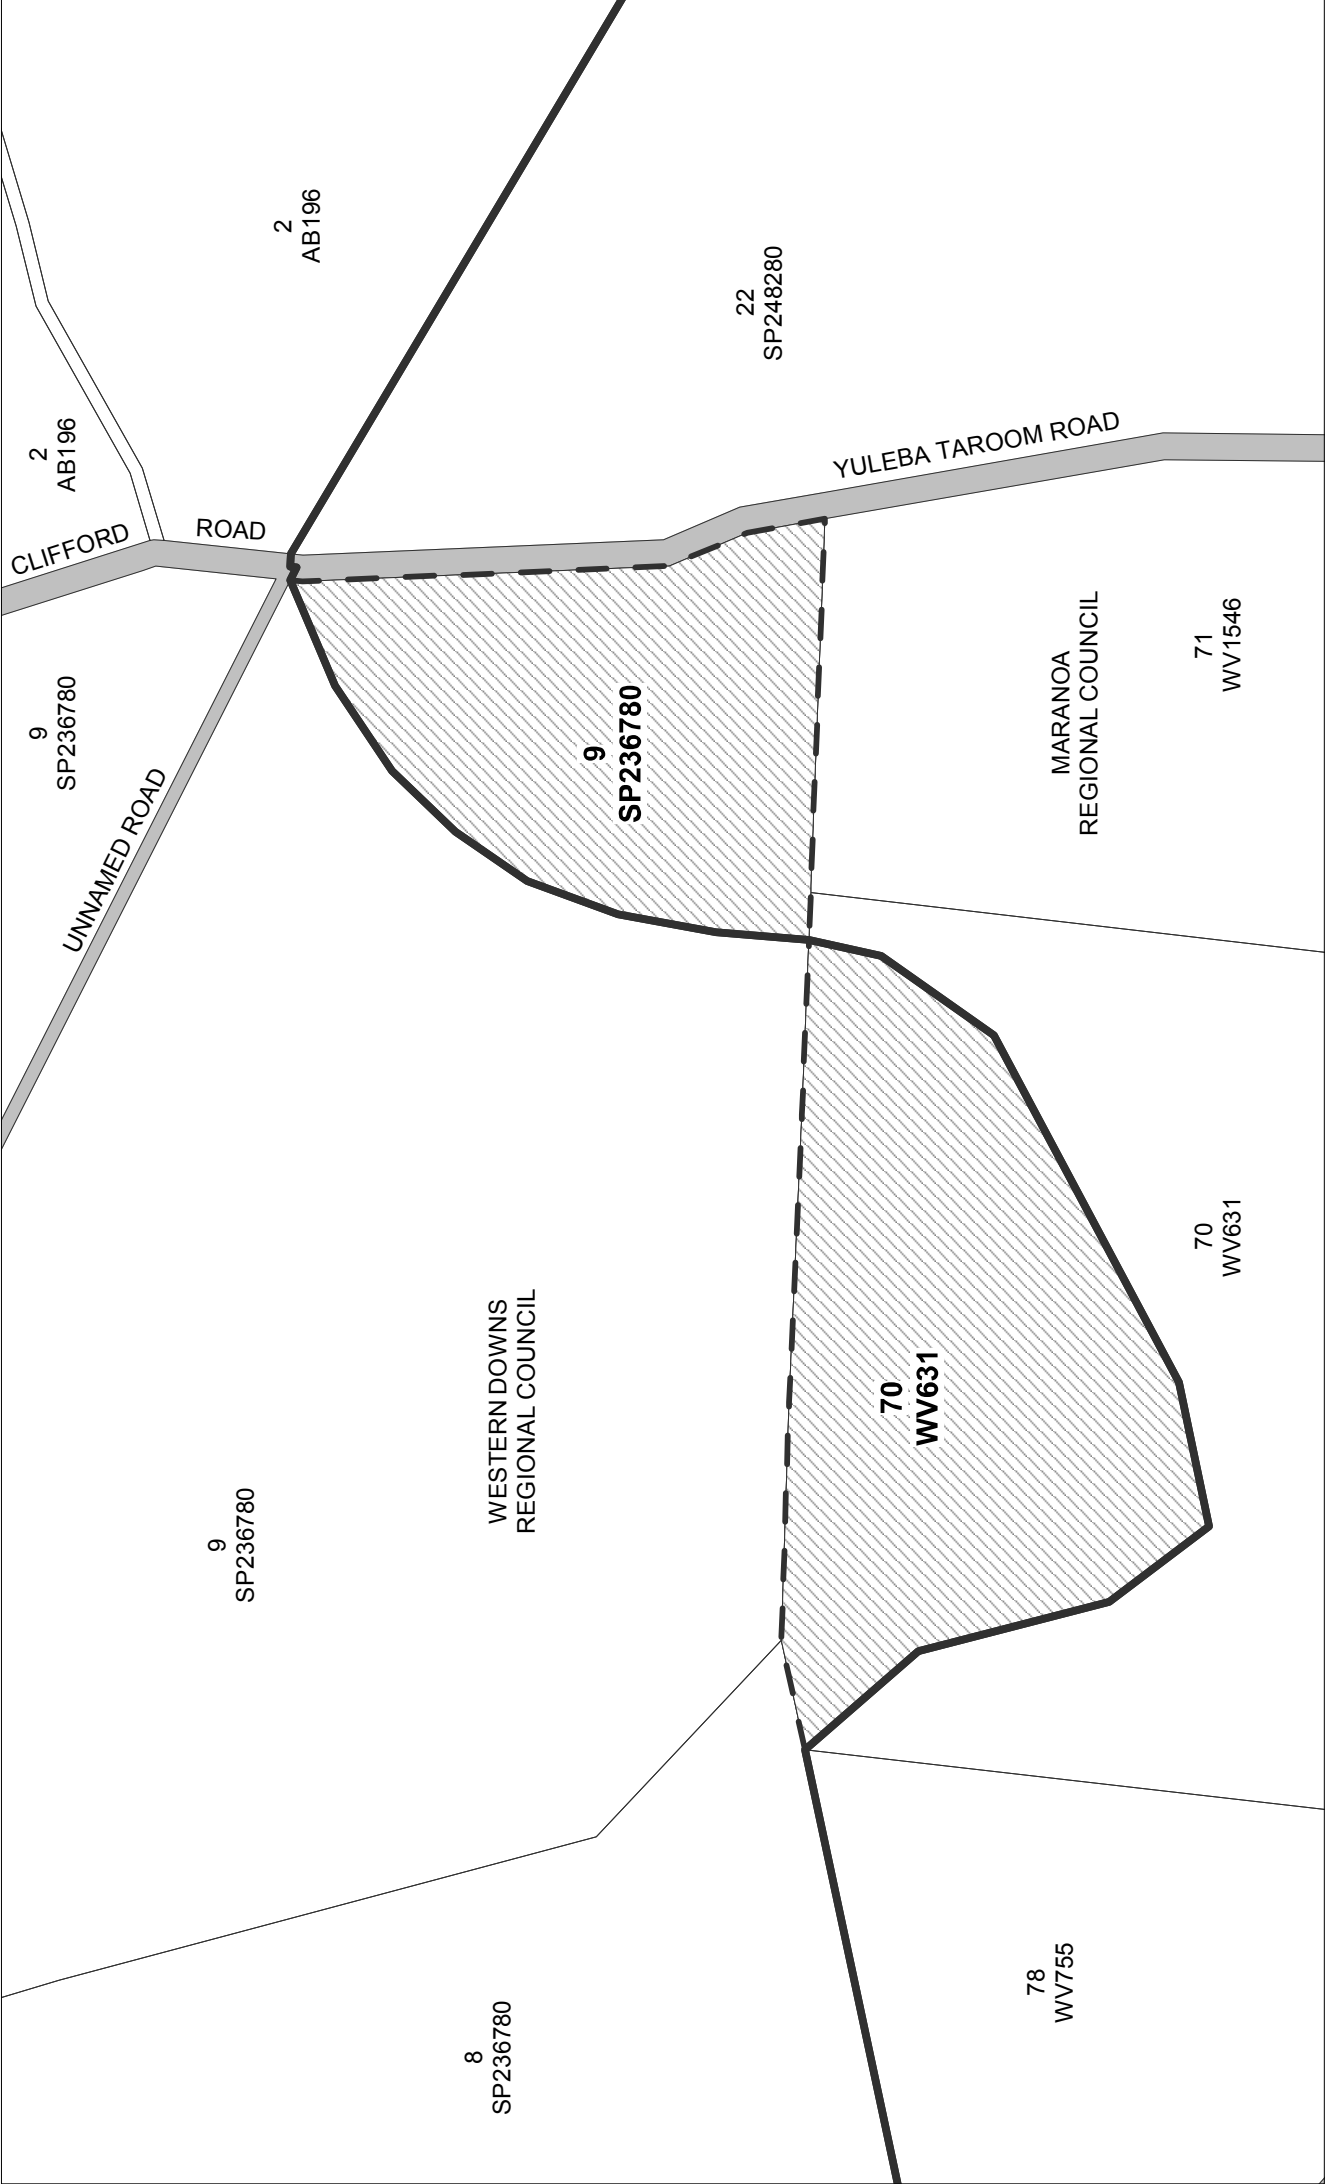 9
SP236780
2
AB196
CLIFFORD
ROAD
UNNAMED ROAD
9
SP236780
2
AB196
8
SP236780
WESTERN DOWNS
REGIONAL COUNCIL
9
SP236780
22
SP248280
70
WV631
YULEBA TAROOM ROAD
78
WV755
MARANOA
REGIONAL COUNCIL
70
WV631
71
WV1546